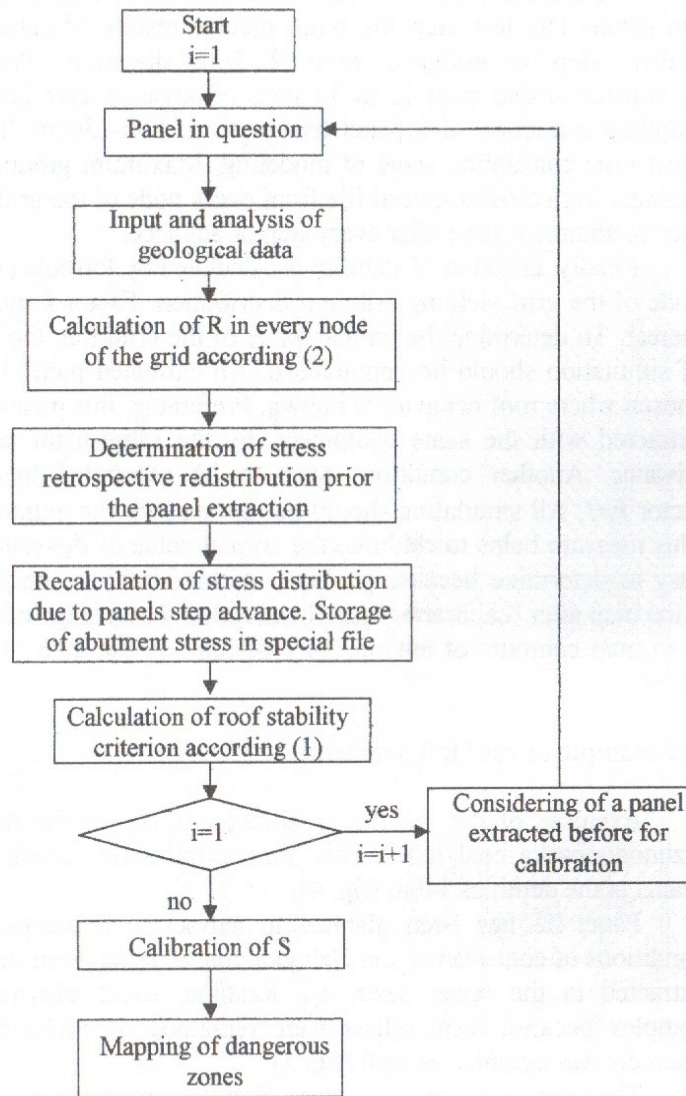 Start
i=1
Panel in question
Input and analysis of
geological data
Calculation of R in every node
of the grid according (2)
Determination of stress
retrospective redistribution prior
the panel extraction
Recalculation of stress distribution
due to panels step advance. Storage
of abutment stress in special file
Calculation of roof stability
criterion according (1)
i=1
yes
i=i+1
Considering of a panel
extracted before for
calibration
no
Calibration of S
Mapping of dangerous
zones